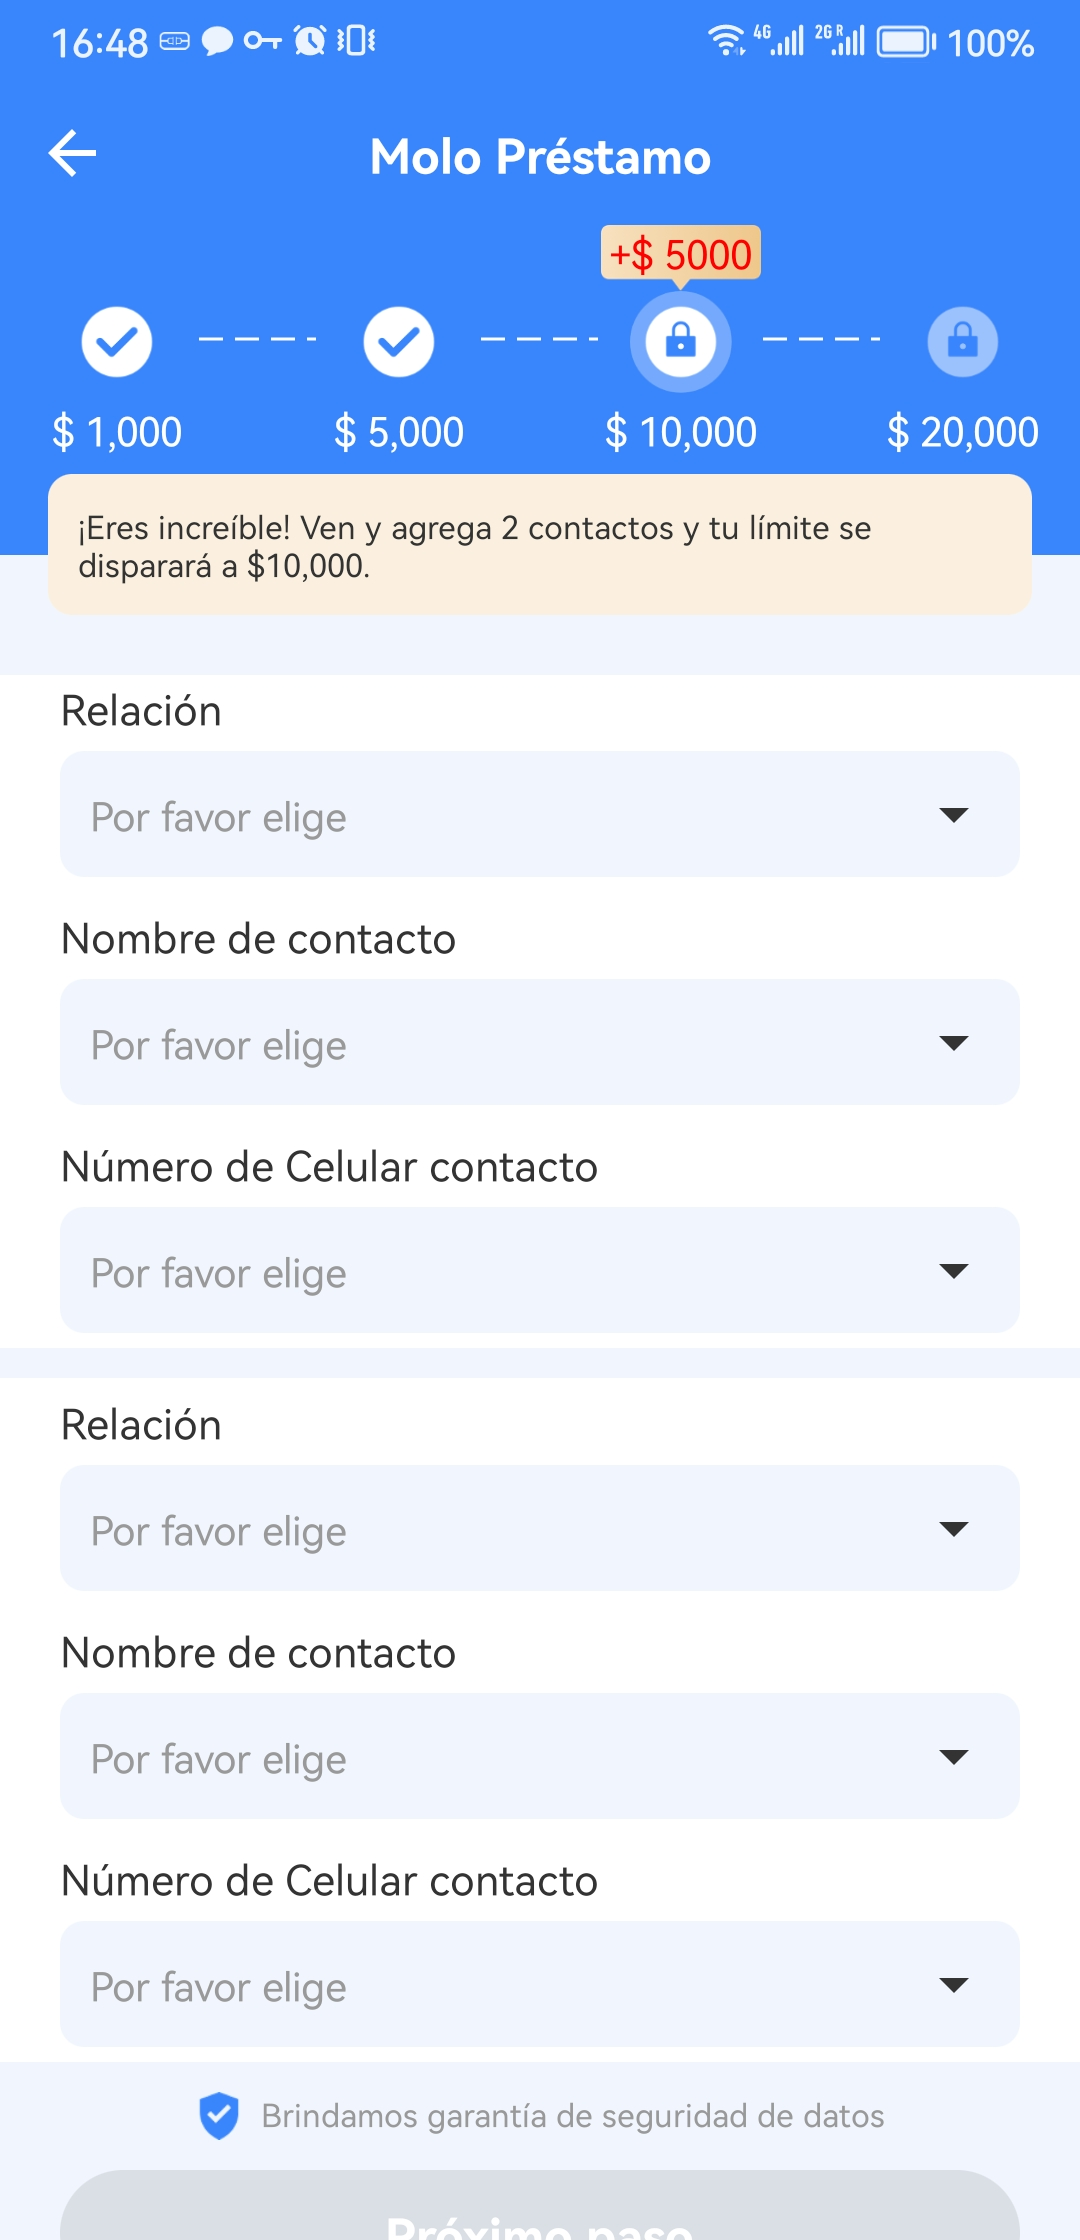 16:48
4G
2G R
100%
Molo Préstamo
+$ 5000
$ 1,000
$ 5,000
$ 10,000
$ 20,000
¡Eres increíble! Ven y agrega 2 contactos y tu límite se
disparará a $10,000.
Relación
Por favor elige
Nombre de contacto
Por favor elige
Número de Celular contacto
Por favor elige
Relación
Por favor elige
Nombre de contacto
Por favor elige
Número de Celular contacto
Por favor elige
Brindamos garantía de seguridad de datos
Próximo paso